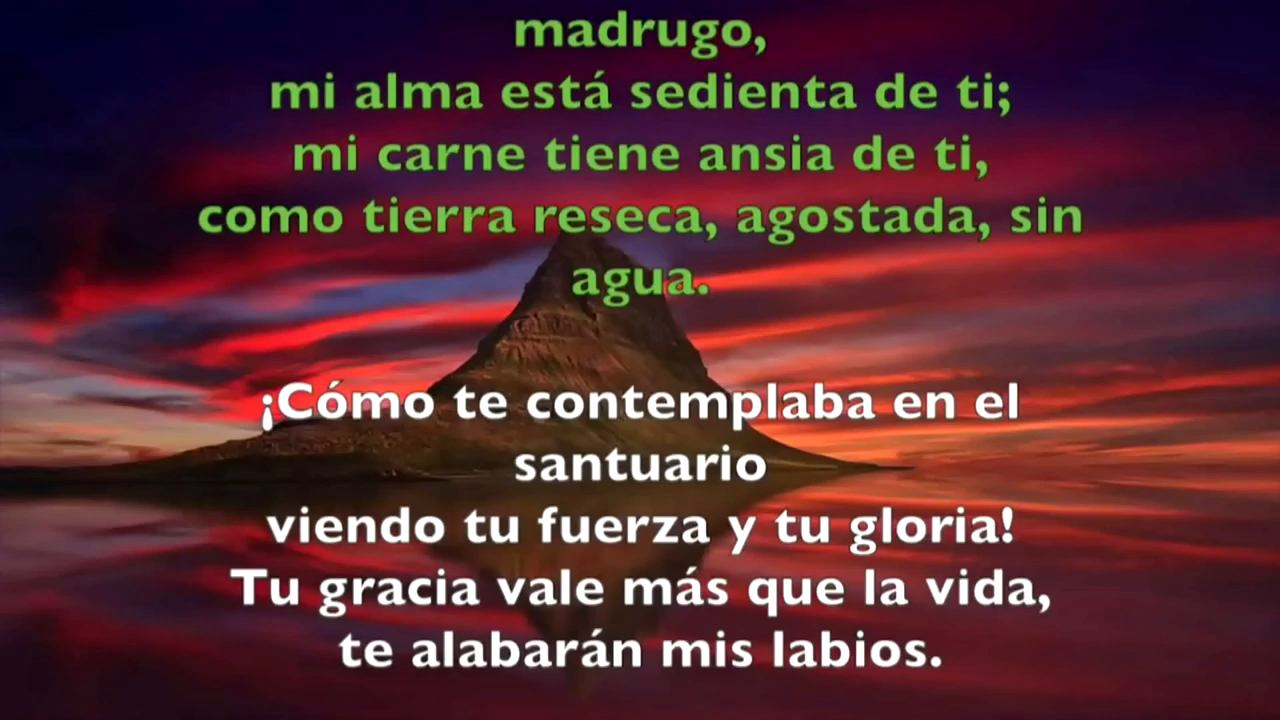 madrugo,
mi alma está sedienta de ti;
mi carne tiene ansia de ti,
como tierra reseca, agostada, sin
agua.
¡Cómo te contemplaba en el
santuario
viendo tu fuerza y tu gloria!
Tu gracia vale más que la vida,
te alabarán mis labios.